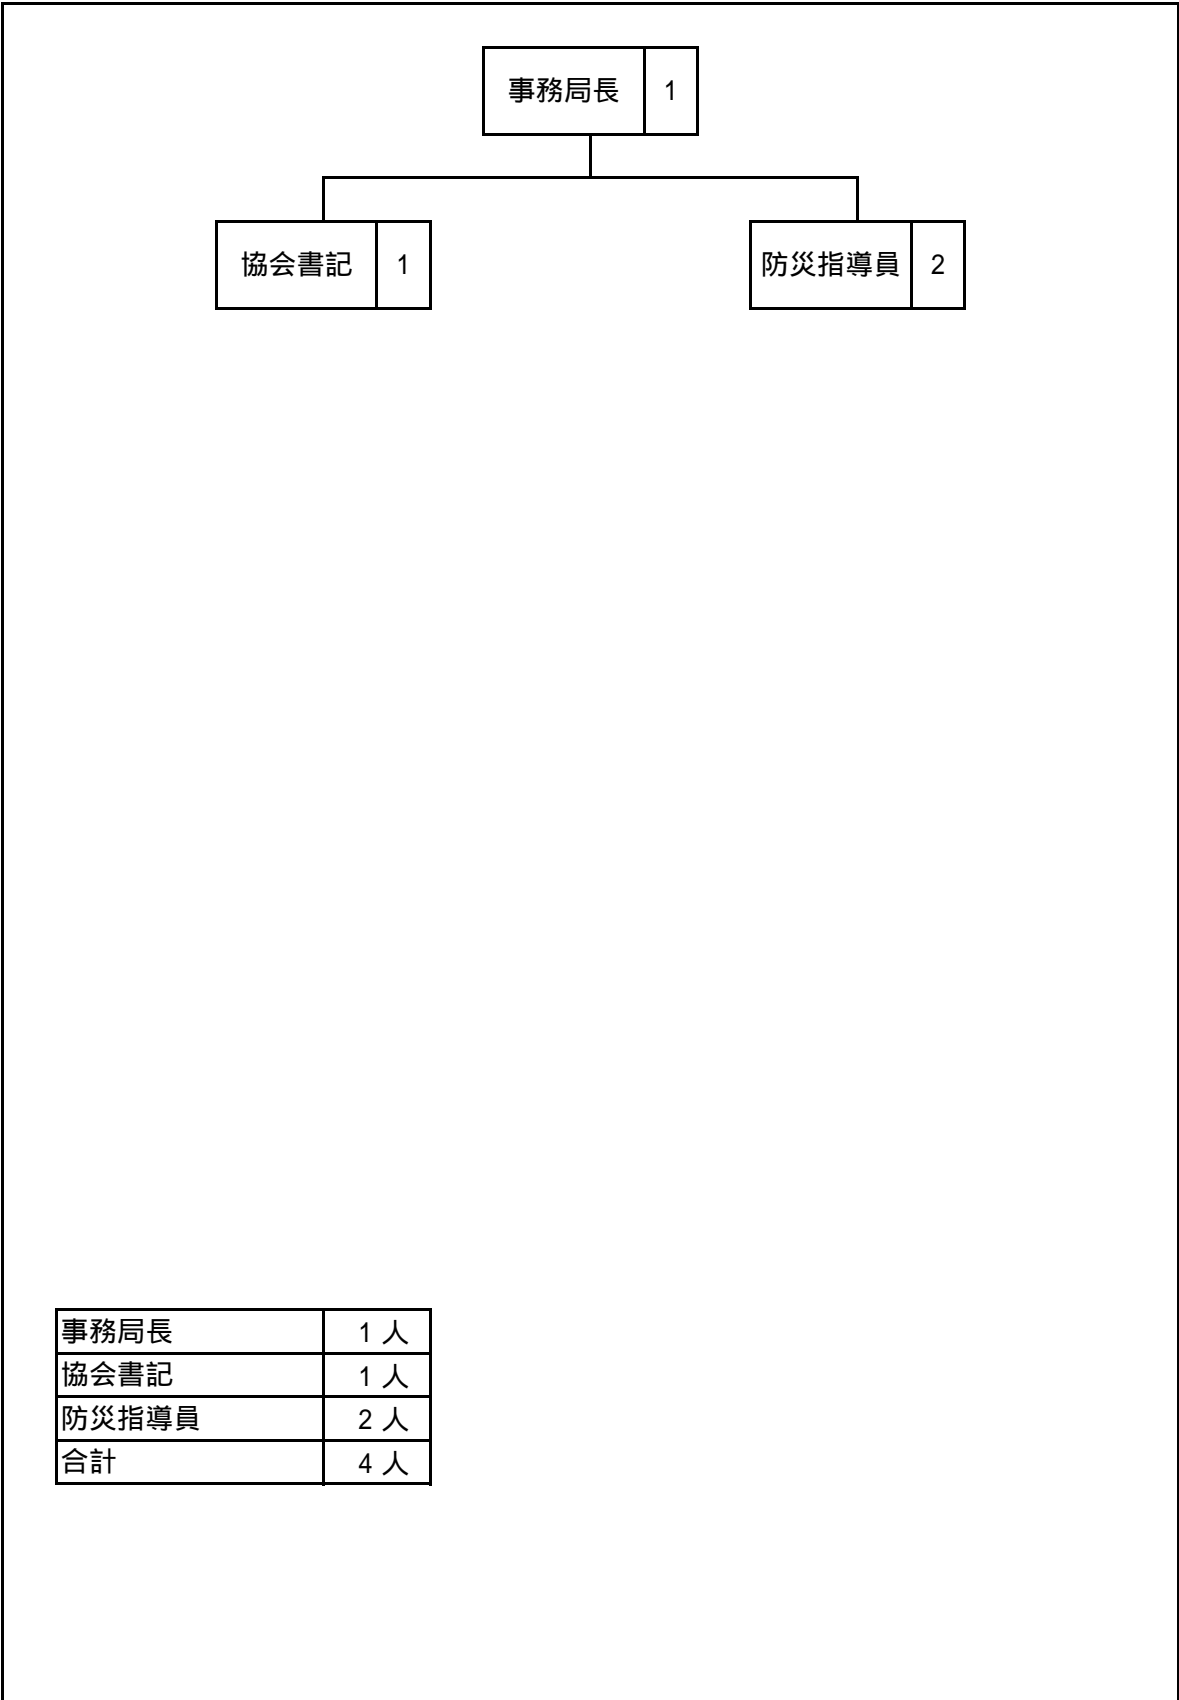 事務局長 1
協会書記 1 防災指導員 2
事務局長 1 人
協会書記 1 人
防災指導員 2 人
合計 4 人